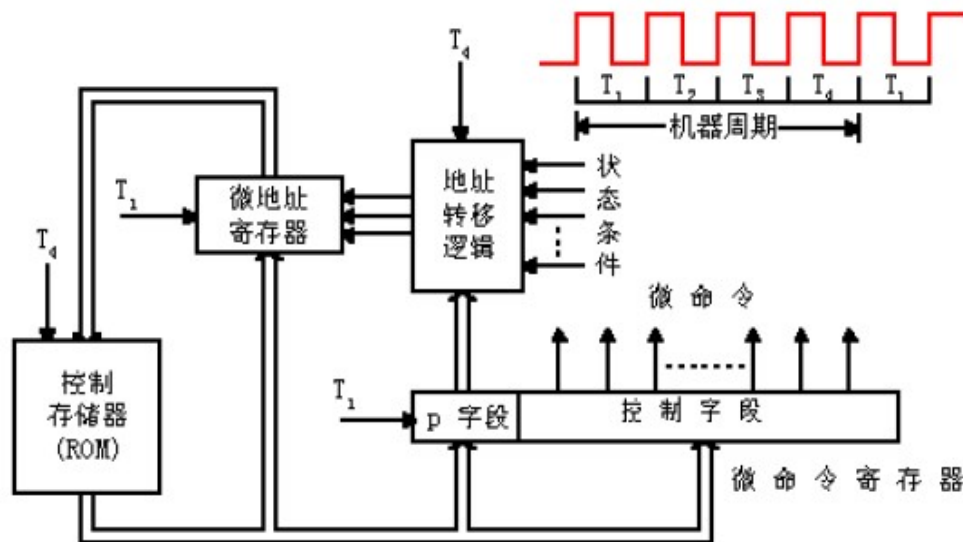 T₄
T₁ T₂ T₃ T₄ T₁
机器周期
T₁
微地址
寄存器
地址
转移
逻辑
状态条件
T₄
控制
存储器
(ROM)
微 命 令
T₁
p 字段
控 制 字 段
微 命 令 寄 存 器